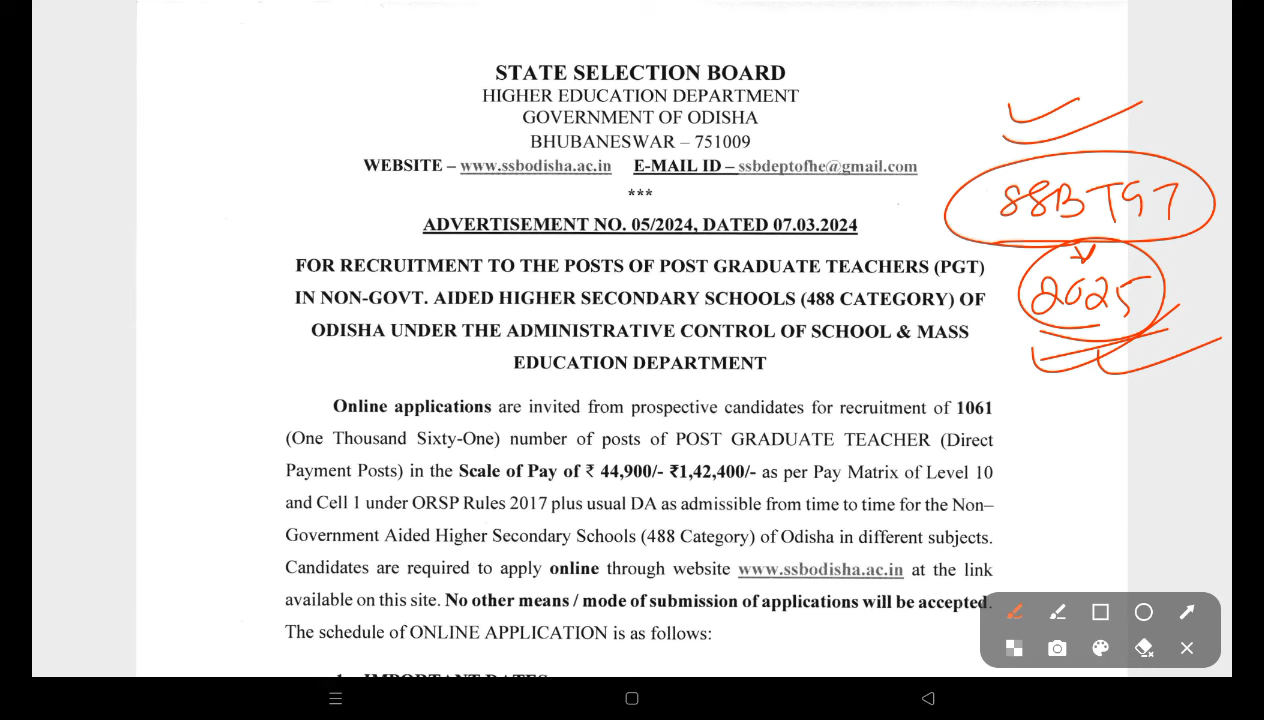 STATE SELECTION BOARD
HIGHER EDUCATION DEPARTMENT
GOVERNMENT OF ODISHA
BHUBANESWAR – 751009
WEBSITE – www.ssbodisha.ac.in E-MAIL ID – ssbdeptofhe@gmail.com
***
ADVERTISEMENT NO. 05/2024, DATED 07.03.2024
SSB TGT
2025
FOR RECRUITMENT TO THE POSTS OF POST GRADUATE TEACHERS (PGT)
IN NON-GOVT. AIDED HIGHER SECONDARY SCHOOLS (488 CATEGORY) OF
ODISHA UNDER THE ADMINISTRATIVE CONTROL OF SCHOOL & MASS
EDUCATION DEPARTMENT
Online applications are invited from prospective candidates for recruitment of 1061
(One Thousand Sixty-One) number of posts of POST GRADUATE TEACHER (Direct
Payment Posts) in the Scale of Pay of ₹ 44,900/- ₹1,42,400/- as per Pay Matrix of Level 10
and Cell 1 under ORSP Rules 2017 plus usual DA as admissible from time to time for the Non–
Government Aided Higher Secondary Schools (488 Category) of Odisha in different subjects.
Candidates are required to apply online through website www.ssbodisha.ac.in at the link
available on this site. No other means / mode of submission of applications will be accepted.
The schedule of ONLINE APPLICATION is as follows:
1. IMPORTANT DATES